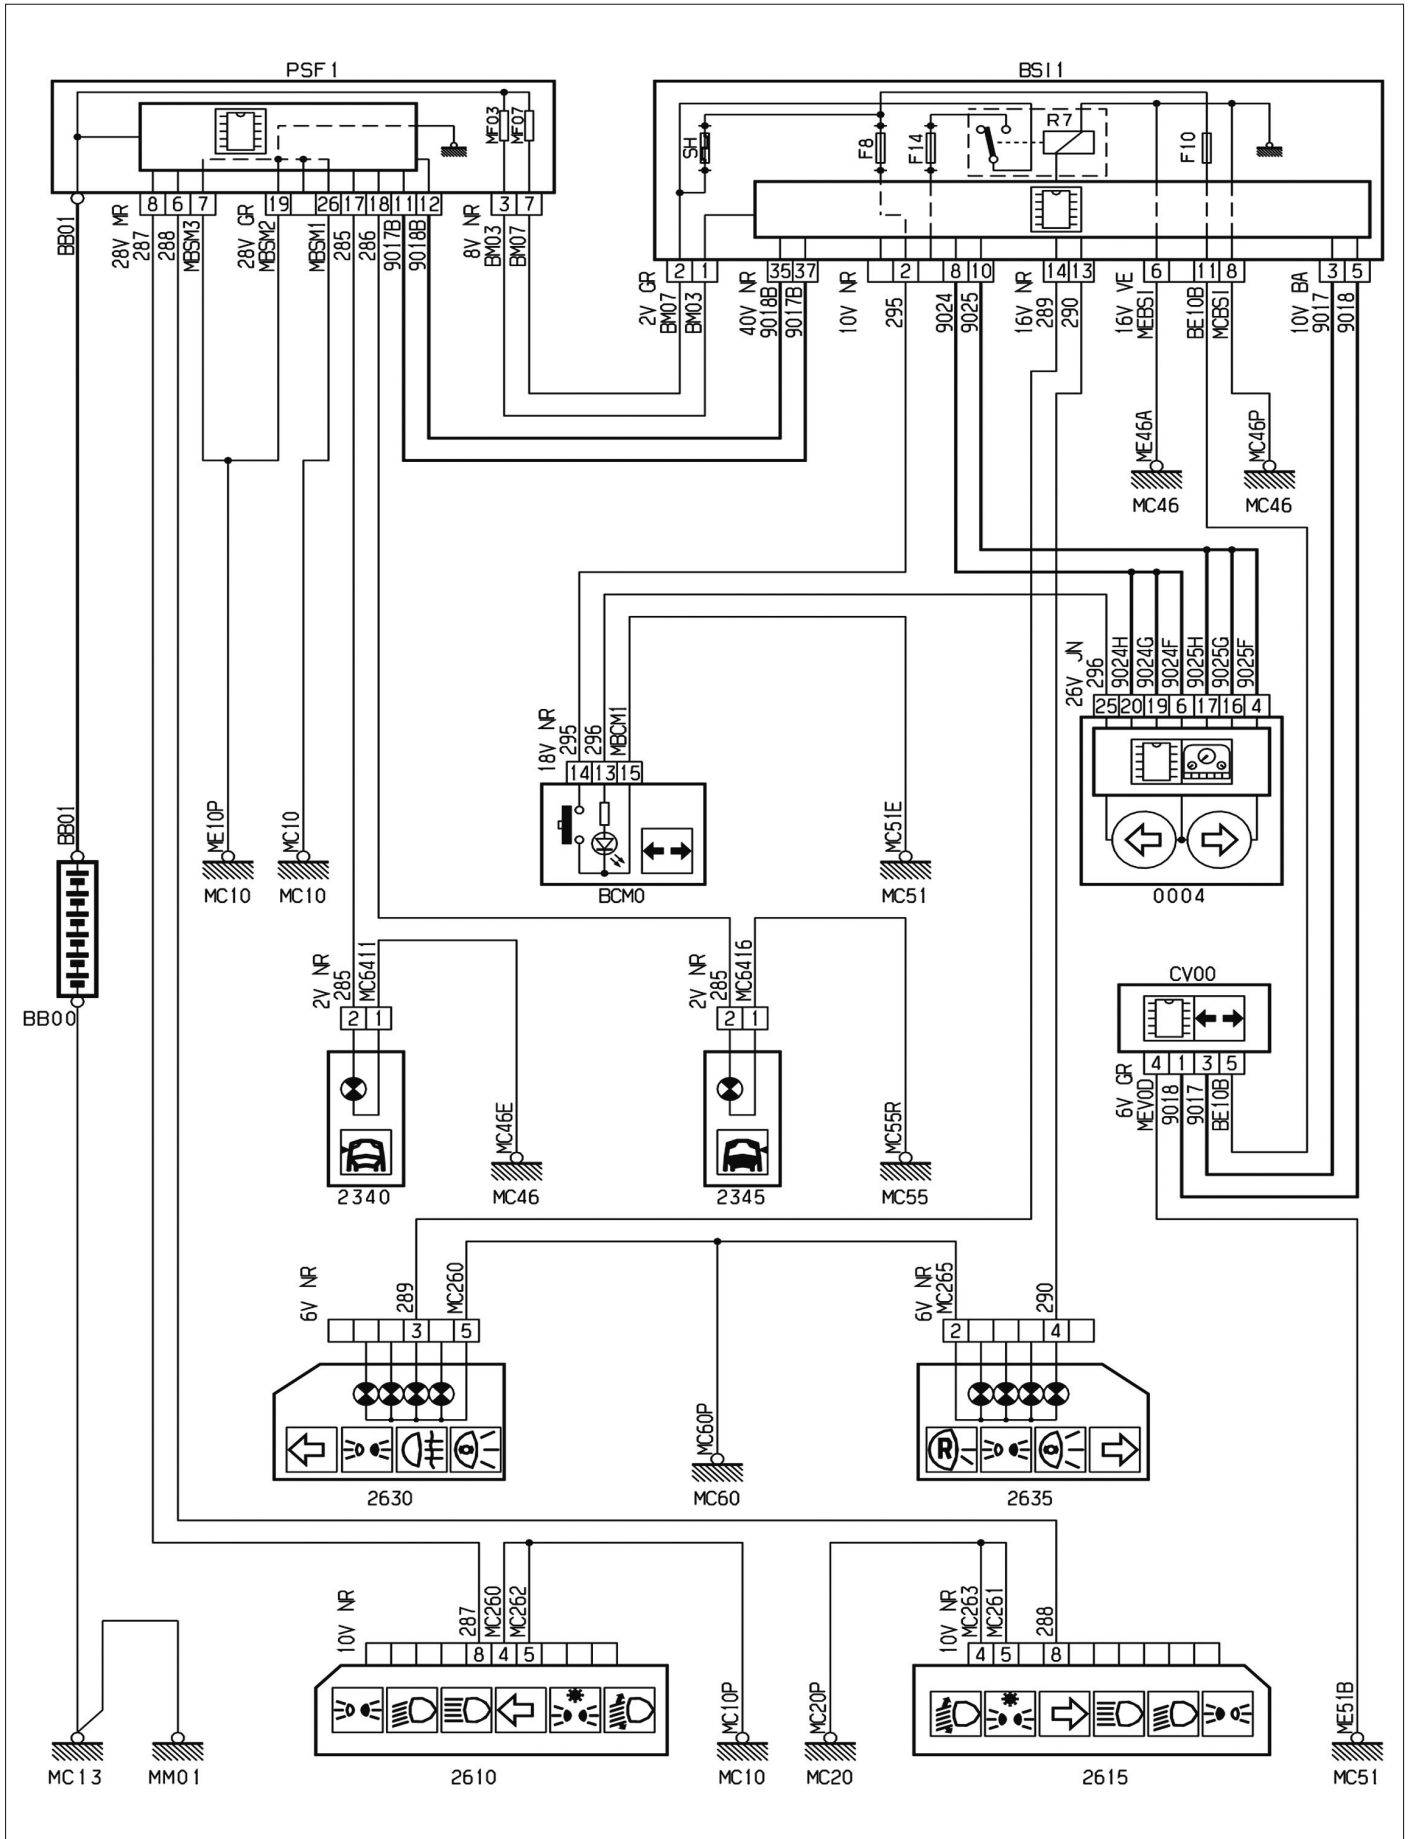 PSF1
BSI1
MF03
MF07
SH
F8
F14
R7
F10
8 6 7 19 26 17 18 11 12 3 7
BB01
28V MR
287
288
MBSM3
28V GR
MBSM2
MBSM1
285
286
9017B
9018B
8V NR
BM03
BM07
2 1 35 37 2 8 10 14 13 6 11 8 3 5
2V GR
BM07
BM03
40V NR
9018B
9017B
10V NR
295
9024
9025
16V NR
289
290
16V VE
MEBSI
BE10B
MCBSI
10V BA
9017
9018
ME46A
MC46
MC46P
MC46
26V JN
296
9024H
9024G
9024F
9025H
9025G
9025F
25 20 19 6 17 16 4
0004
18V NR
295
296
MBCM1
14 13 15
BCM0
MC51E
MC51
BB01
BB00
ME10P
MC10
MC10
MC10
2V NR
285
MC6411
2 1
2340
MC46E
MC46
2V NR
285
MC6416
2 1
2345
MC55R
MC55
CV00
4 1 3 5
6V GR
MEV0D
9018
9017
BE10B
6V NR
289
MC260
3 5
2630
MC60P
MC60
6V NR
MC265
290
2 4
R
2635
10V NR
287
MC260
MC262
8 4 5
2610
MC10P
MC10
MC20P
MC20
10V NR
MC263
MC261
288
4 5 8
2615
ME51B
MC51
MC13
MM01